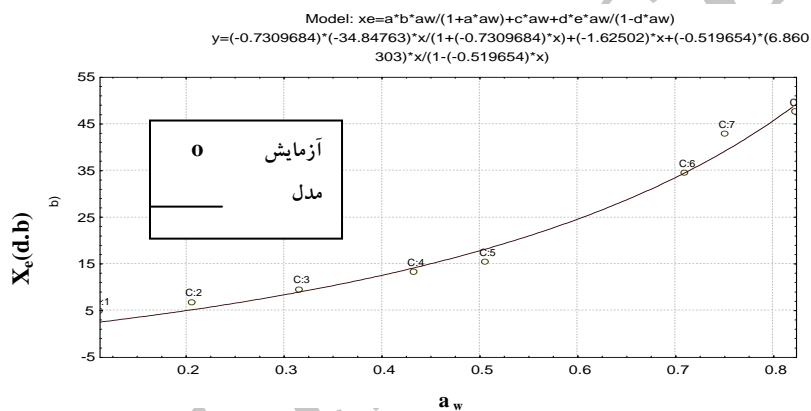 Model: xe=a*b*aw/(1+a*aw)+c*aw+d*e*aw/(1-d*aw)
y=(-0.7309684)*(-34.84763)*x/(1+(-0.7309684)*x)+(-1.62502)*x+(-0.519654)*(6.860
303)*x/(1-(-0.519654)*x)
55
45
35
25
15
5
-5
Xe(d.b)
b)
آزمایش o
مدل
:1
C:2
C:3
C:4
C:5
C:6
C:7
C
0.2 0.3 0.4 0.5 0.6 0.7 0.8
a w